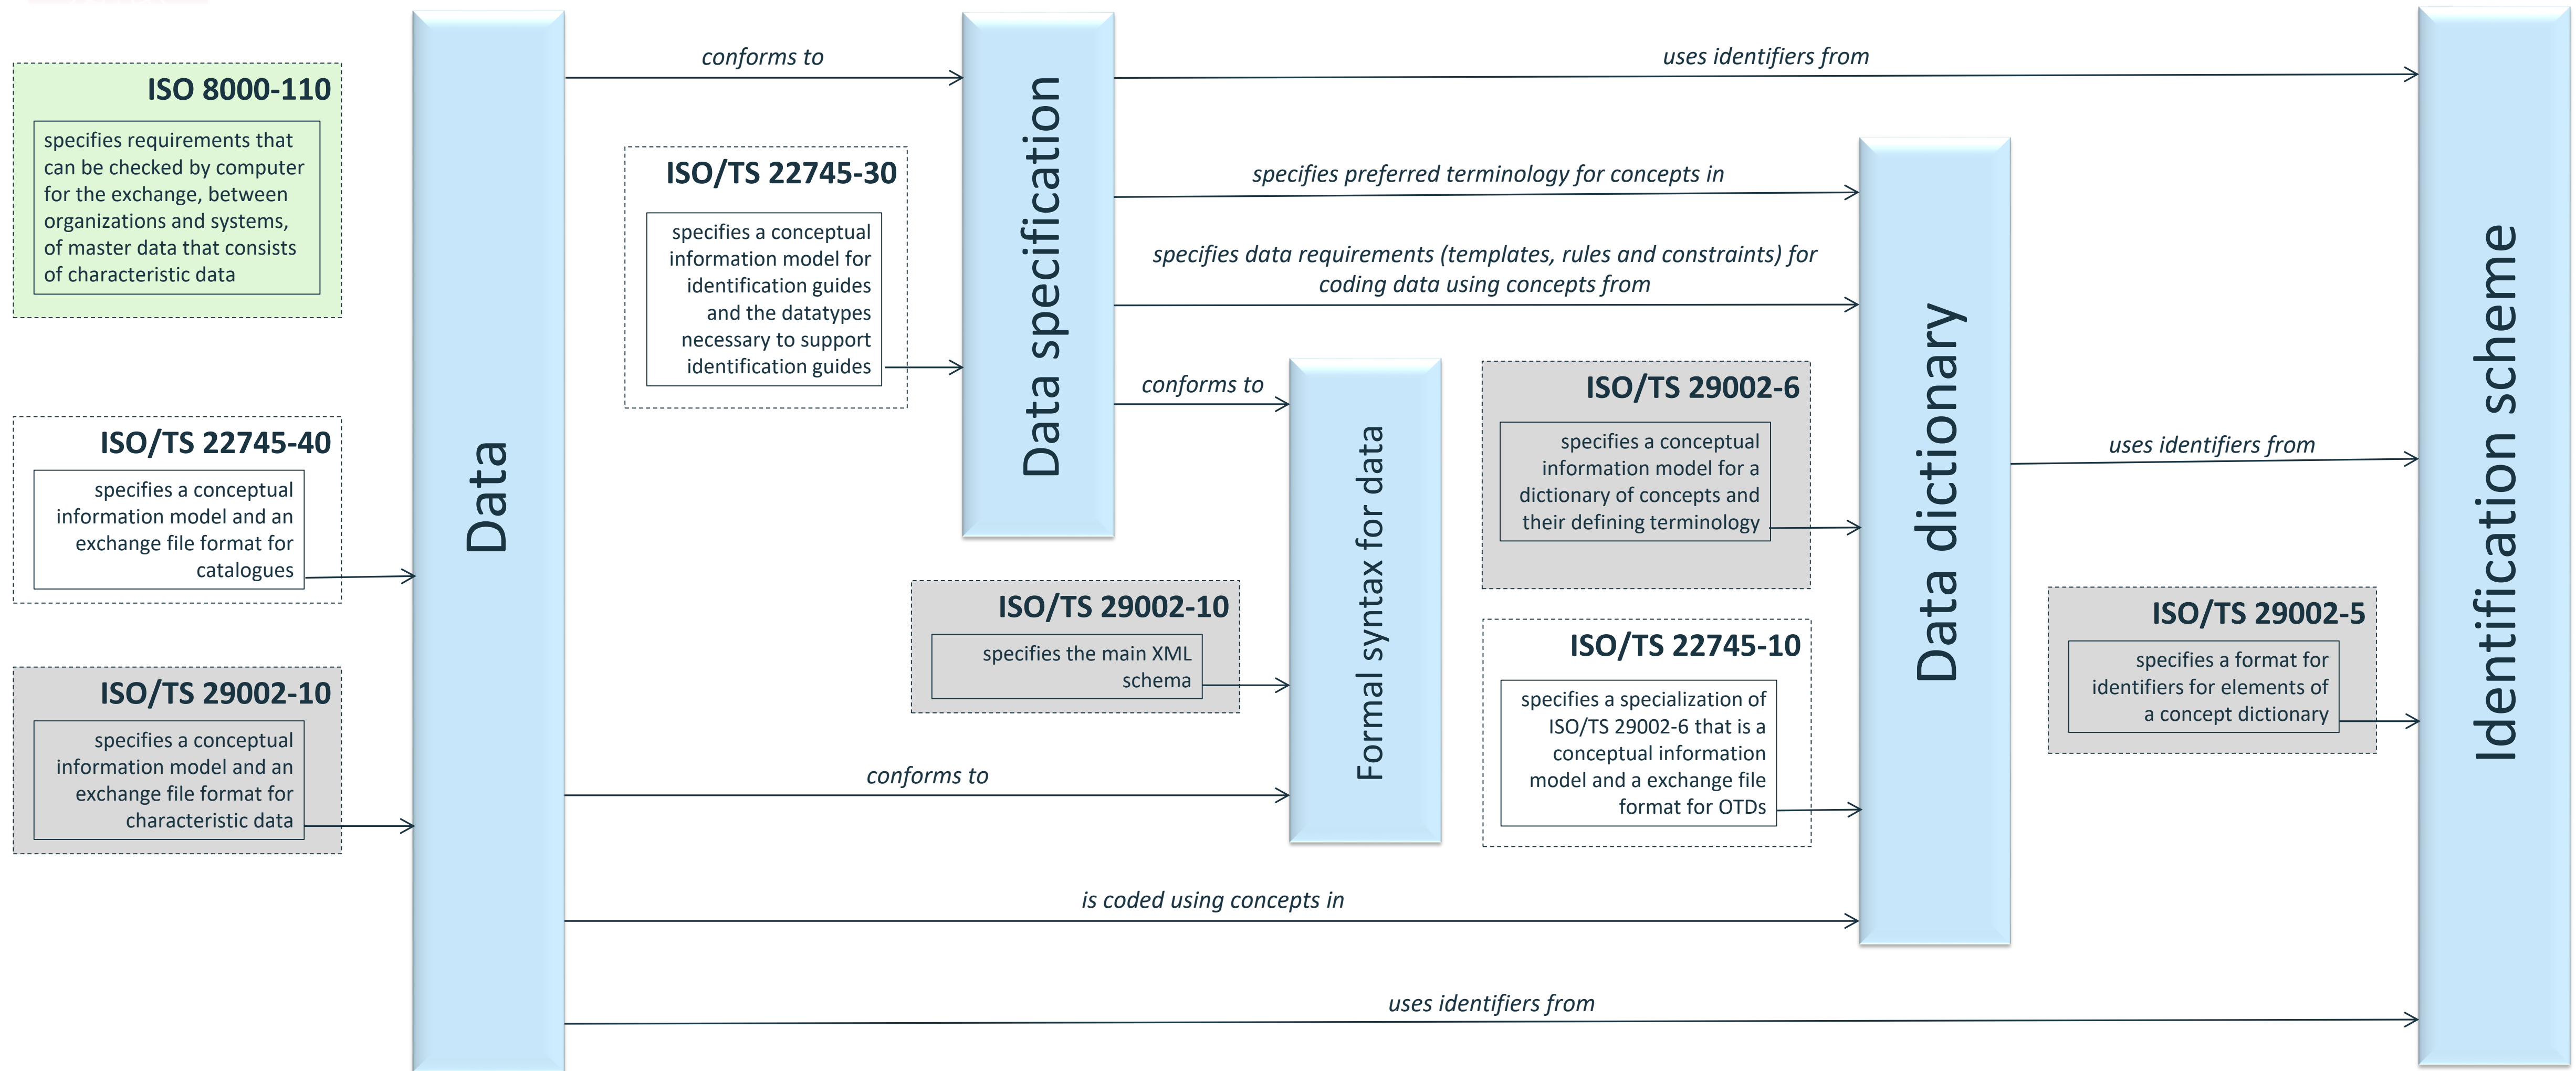 ISO 8000-110
specifies requirements that
can be checked by computer
for the exchange, between
organizations and systems,
of master data that consists
of characteristic data
ISO/TS 22745-40
specifies a conceptual
information model and an
exchange file format for
catalogues
ISO/TS 29002-10
specifies a conceptual
information model and an
exchange file format for
characteristic data
Data
conforms to
ISO/TS 22745-30
specifies a conceptual
information model for
identification guides
and the datatypes
necessary to support
identification guides
Data specification
uses identifiers from
specifies preferred terminology for concepts in
specifies data requirements (templates, rules and constraints) for
coding data using concepts from
conforms to
ISO/TS 29002-10
specifies the main XML
schema
conforms to
Formal syntax for data
ISO/TS 29002-6
specifies a conceptual
information model for a
dictionary of concepts and
their defining terminology
ISO/TS 22745-10
specifies a specialization of
ISO/TS 29002-6 that is a
conceptual information
model and a exchange file
format for OTDs
is coded using concepts in
Data dictionary
uses identifiers from
ISO/TS 29002-5
specifies a format for
identifiers for elements of
a concept dictionary
uses identifiers from
Identification scheme